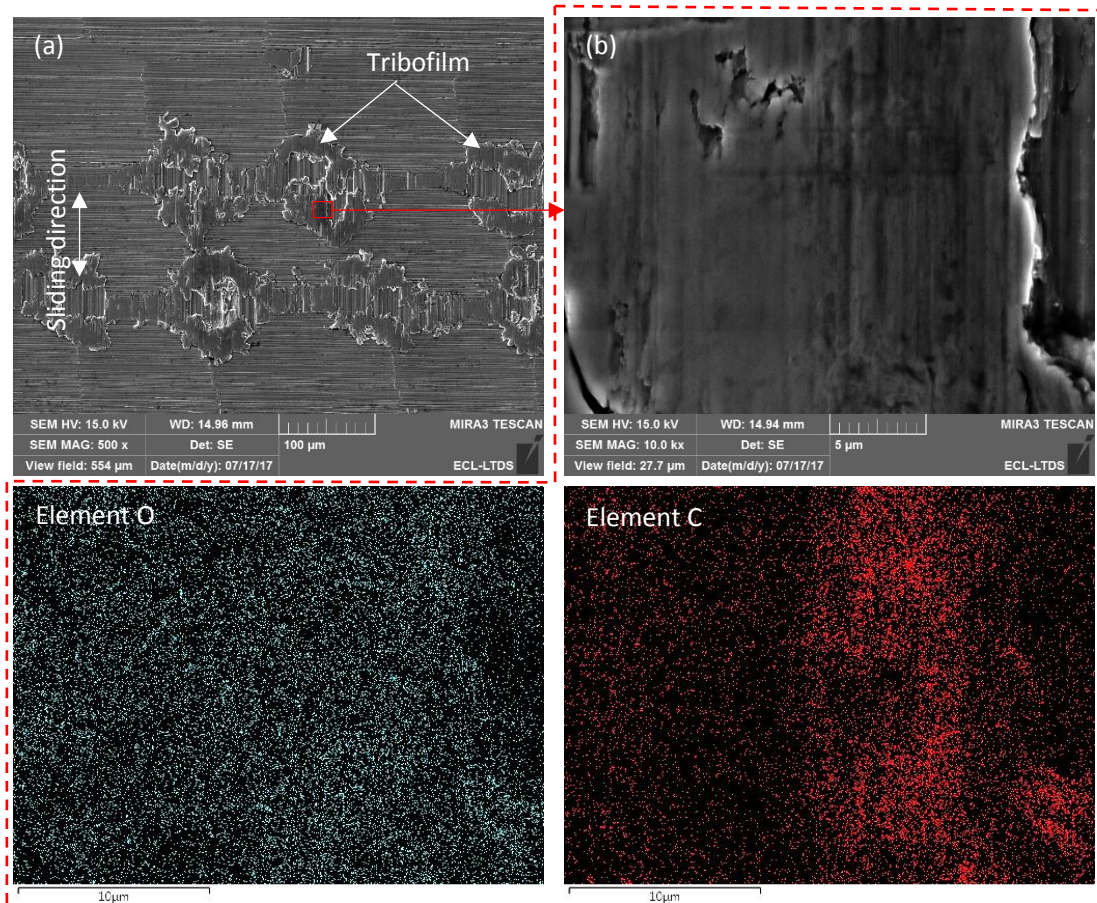 (a)
Tribofilm
Sliding direction
SEM HV: 15.0 kV
WD: 14.96 mm
MIRA3 TESCAN
SEM MAG: 500 x
Det: SE
100 µm
View field: 554 µm
Date(m/d/y): 07/17/17
ECL-LTDS
(b)
SEM HV: 15.0 kV
WD: 14.94 mm
MIRA3 TESCAN
SEM MAG: 10.0 kx
Det: SE
5 µm
View field: 27.7 µm
Date(m/d/y): 07/17/17
ECL-LTDS
Element O
10µm
Element C
10µm